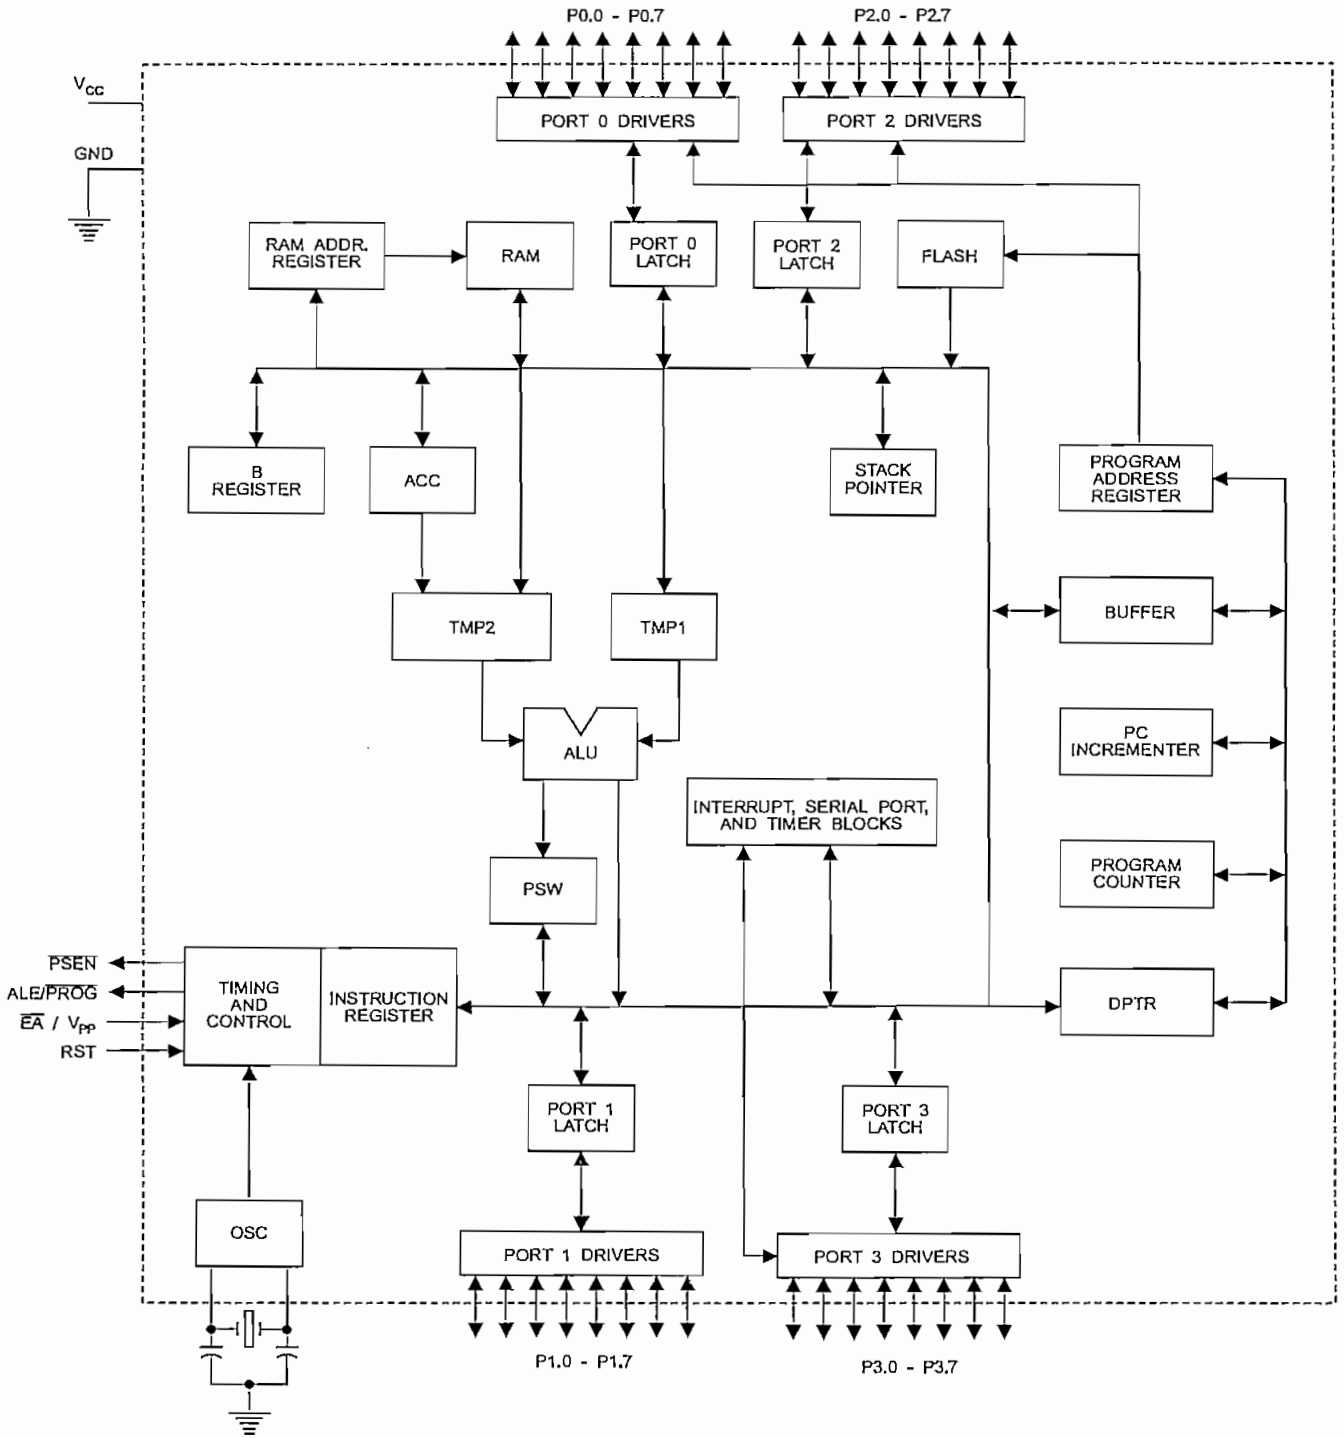 P0.0 - P0.7
P2.0 - P2.7
VCC
GND
PORT 0 DRIVERS
PORT 2 DRIVERS
RAM ADDR.
REGISTER
RAM
PORT 0
LATCH
PORT 2
LATCH
FLASH
B
REGISTER
ACC
STACK
POINTER
PROGRAM
ADDRESS
REGISTER
TMP2
TMP1
BUFFER
ALU
PC
INCREMENTER
INTERRUPT, SERIAL PORT,
AND TIMER BLOCKS
PSW
PROGRAM
COUNTER
PSEN
ALE/PROG
EA / VPP
RST
TIMING
AND
CONTROL
INSTRUCTION
REGISTER
DPTR
PORT 1
LATCH
PORT 3
LATCH
OSC
PORT 1 DRIVERS
PORT 3 DRIVERS
P1.0 - P1.7
P3.0 - P3.7